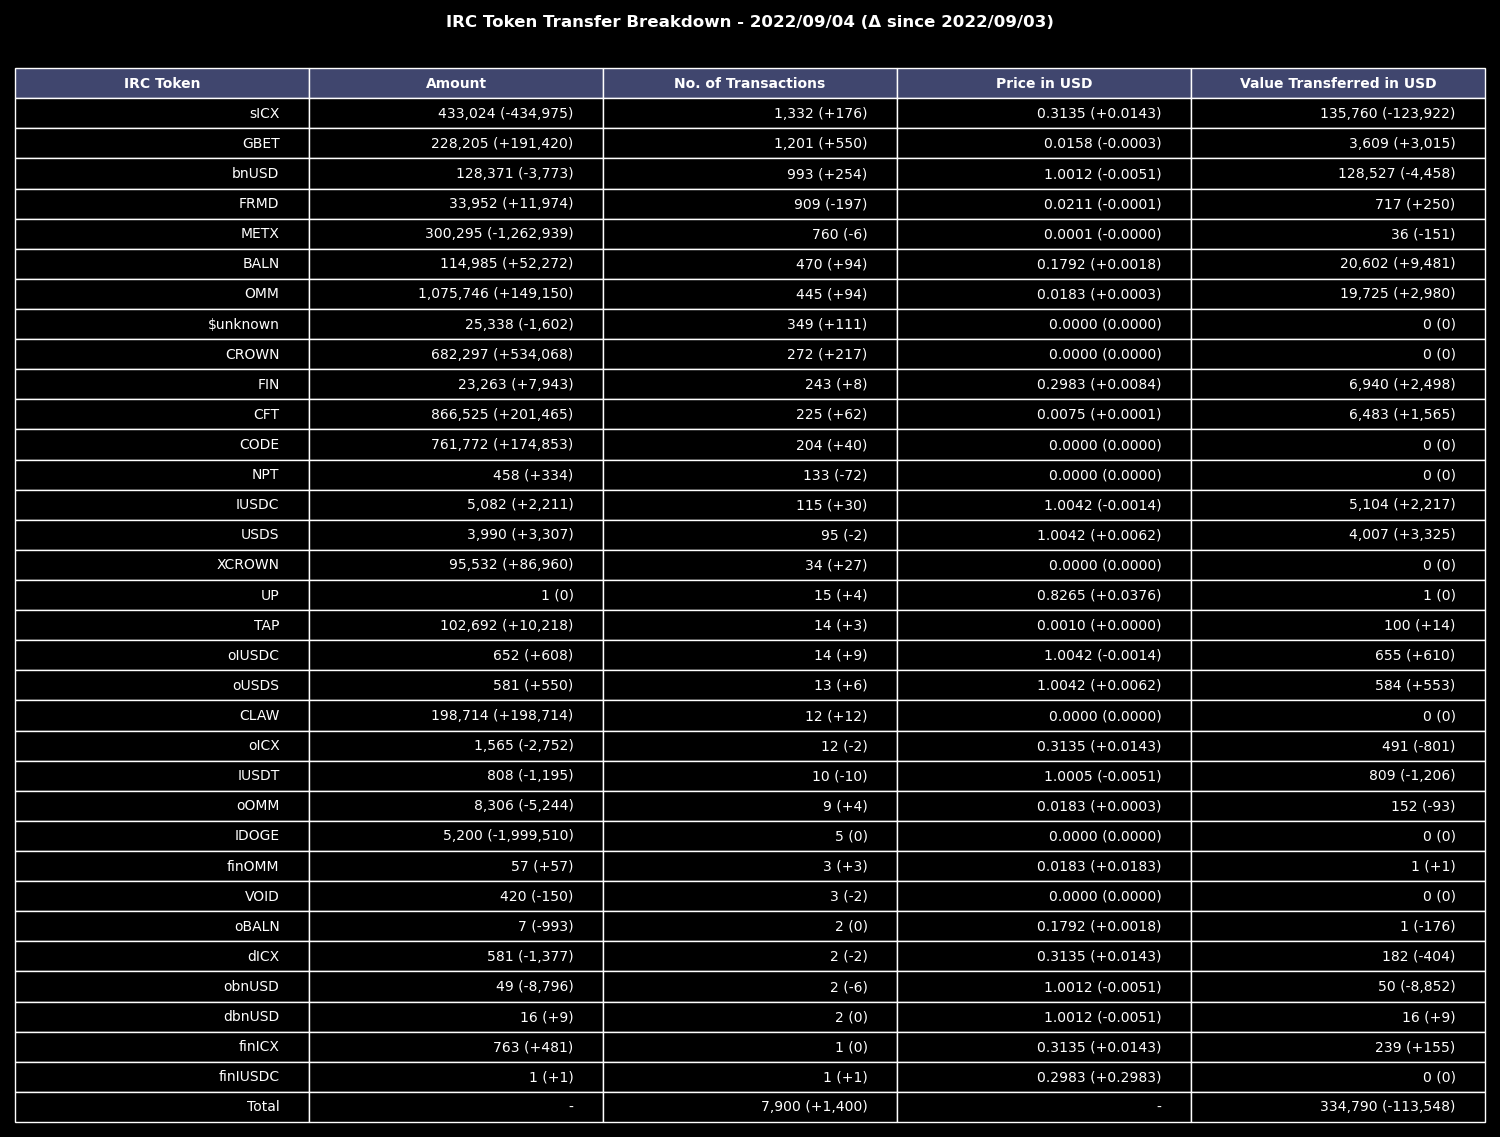 IRC Token Transfer Breakdown - 2022/09/04 (Δ since 2022/09/03)
IRC Token Amount No. of Transactions Price in USD Value Transferred in USD
sICX 433,024 (-434,975) 1,332 (+176) 0.3135 (+0.0143) 135,760 (-123,922)
GBET 228,205 (+191,420) 1,201 (+550) 0.0158 (-0.0003) 3,609 (+3,015)
bnUSD 128,371 (-3,773) 993 (+254) 1.0012 (-0.0051) 128,527 (-4,458)
FRMD 33,952 (+11,974) 909 (-197) 0.0211 (-0.0001) 717 (+250)
METX 300,295 (-1,262,939) 760 (-6) 0.0001 (-0.0000) 36 (-151)
BALN 114,985 (+52,272) 470 (+94) 0.1792 (+0.0018) 20,602 (+9,481)
OMM 1,075,746 (+149,150) 445 (+94) 0.0183 (+0.0003) 19,725 (+2,980)
$unknown 25,338 (-1,602) 349 (+111) 0.0000 (0.0000) 0 (0)
CROWN 682,297 (+534,068) 272 (+217) 0.0000 (0.0000) 0 (0)
FIN 23,263 (+7,943) 243 (+8) 0.2983 (+0.0084) 6,940 (+2,498)
CFT 866,525 (+201,465) 225 (+62) 0.0075 (+0.0001) 6,483 (+1,565)
CODE 761,772 (+174,853) 204 (+40) 0.0000 (0.0000) 0 (0)
NPT 458 (+334) 133 (-72) 0.0000 (0.0000) 0 (0)
IUSDC 5,082 (+2,211) 115 (+30) 1.0042 (-0.0014) 5,104 (+2,217)
USDS 3,990 (+3,307) 95 (-2) 1.0042 (+0.0062) 4,007 (+3,325)
XCROWN 95,532 (+86,960) 34 (+27) 0.0000 (0.0000) 0 (0)
UP 1 (0) 15 (+4) 0.8265 (+0.0376) 1 (0)
TAP 102,692 (+10,218) 14 (+3) 0.0010 (+0.0000) 100 (+14)
oIUSDC 652 (+608) 14 (+9) 1.0042 (-0.0014) 655 (+610)
oUSDS 581 (+550) 13 (+6) 1.0042 (+0.0062) 584 (+553)
CLAW 198,714 (+198,714) 12 (+12) 0.0000 (0.0000) 0 (0)
oICX 1,565 (-2,752) 12 (-2) 0.3135 (+0.0143) 491 (-801)
IUSDT 808 (-1,195) 10 (-10) 1.0005 (-0.0051) 809 (-1,206)
oOMM 8,306 (-5,244) 9 (+4) 0.0183 (+0.0003) 152 (-93)
IDOGE 5,200 (-1,999,510) 5 (0) 0.0000 (0.0000) 0 (0)
finOMM 57 (+57) 3 (+3) 0.0183 (+0.0183) 1 (+1)
VOID 420 (-150) 3 (-2) 0.0000 (0.0000) 0 (0)
oBALN 7 (-993) 2 (0) 0.1792 (+0.0018) 1 (-176)
dICX 581 (-1,377) 2 (-2) 0.3135 (+0.0143) 182 (-404)
obnUSD 49 (-8,796) 2 (-6) 1.0012 (-0.0051) 50 (-8,852)
dbnUSD 16 (+9) 2 (0) 1.0012 (-0.0051) 16 (+9)
finICX 763 (+481) 1 (0) 0.3135 (+0.0143) 239 (+155)
finIUSDC 1 (+1) 1 (+1) 0.2983 (+0.2983) 0 (0)
Total - 7,900 (+1,400) - 334,790 (-113,548)